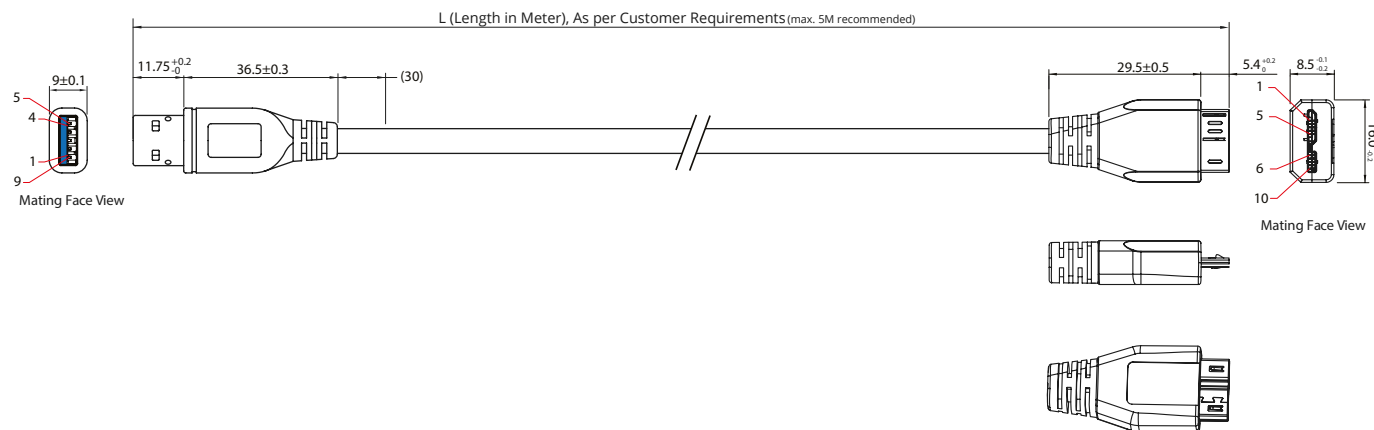 L (Length in Meter), As per Customer Requirements (max. 5M recommended)
11.75 +0.2 -0
36.5±0.3
(30)
29.5±0.5
5.4 +0.2 0
8.5 -0.1 -0.2
9±0.1
5
4
1
9
Mating Face View
1
5
6
10
-0.2
Mating Face View